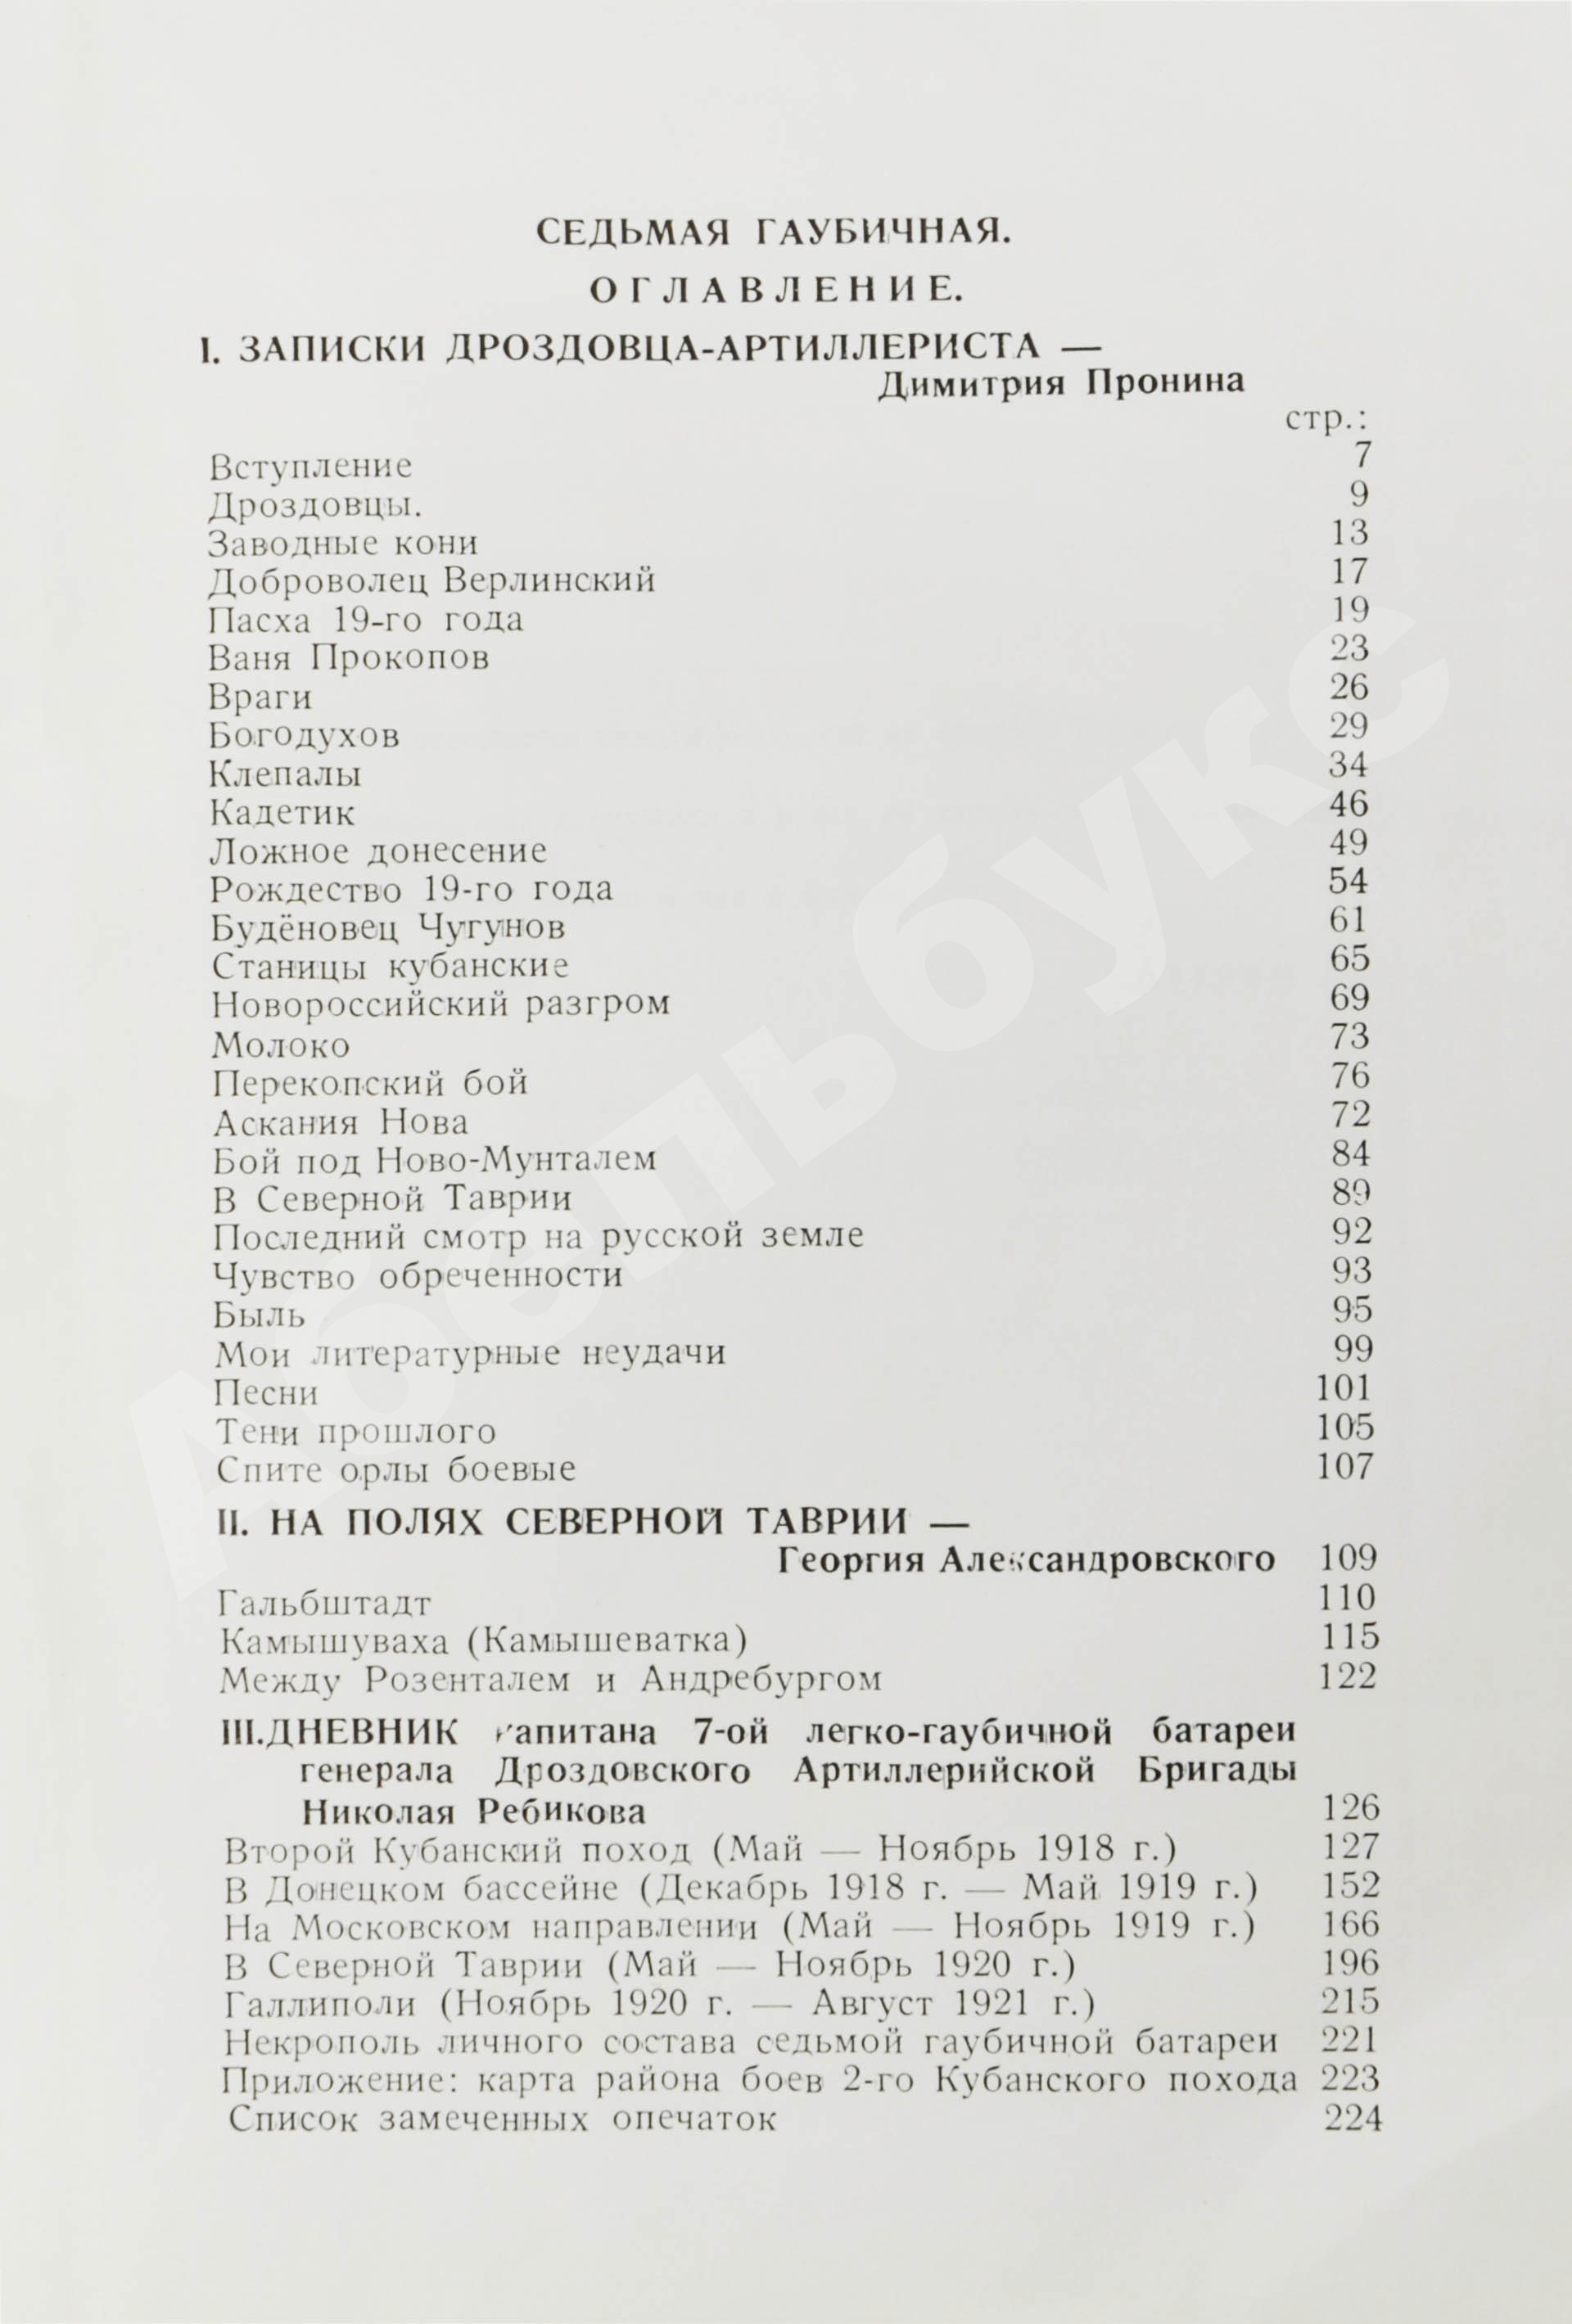 СЕДЬМАЯ ГАУБИЧНАЯ.
ОГЛАВЛЕНИЕ.
I. ЗАПИСКИ ДРОЗДОВЦА-АРТИЛЛЕРИСТА —
Димитрия Пронина
стр.:
Вступление 7
Дроздовцы. 9
Заводные кони 13
Доброволец Верлинский 17
Пасха 19-го года 19
Ваня Прокопов 23
Враги 26
Богодухов 29
Клепалы 34
Кадетик 46
Ложное донесение 49
Рождество 19-го года 54
Будёновец Чугунов 61
Станицы кубанские 65
Новороссийский разгром 69
Молоко 73
Перекопский бой 76
Аскания Нова 72
Бой под Ново-Мунталем 84
В Северной Таврии 89
Последний смотр на русской земле 92
Чувство обреченности 93
Быль 95
Мои литературные неудачи 99
Песни 101
Тени прошлого 105
Спите орлы боевые 107
II. НА ПОЛЯХ СЕВЕРНОЙ ТАВРИИ —
Георгия Александровского 109
Гальбштадт 110
Камышуваха (Камышеватка) 115
Между Розенталем и Андребургом 122
III.ДНЕВНИК капитана 7-ой легко-гаубичной батареи
генерала Дроздовского Артиллерийской Бригады
Николая Ребикова 126
Второй Кубанский поход (Май — Ноябрь 1918 г.) 127
В Донецком бассейне (Декабрь 1918 г. — Май 1919 г.) 152
На Московском направлении (Май — Ноябрь 1919 г.) 166
В Северной Таврии (Май — Ноябрь 1920 г.) 196
Галлиполи (Ноябрь 1920 г. — Август 1921 г.) 215
Некрополь личного состава седьмой гаубичной батареи 221
Приложение: карта района боев 2-го Кубанского похода 223
Список замеченных опечаток 224
Абельбукс